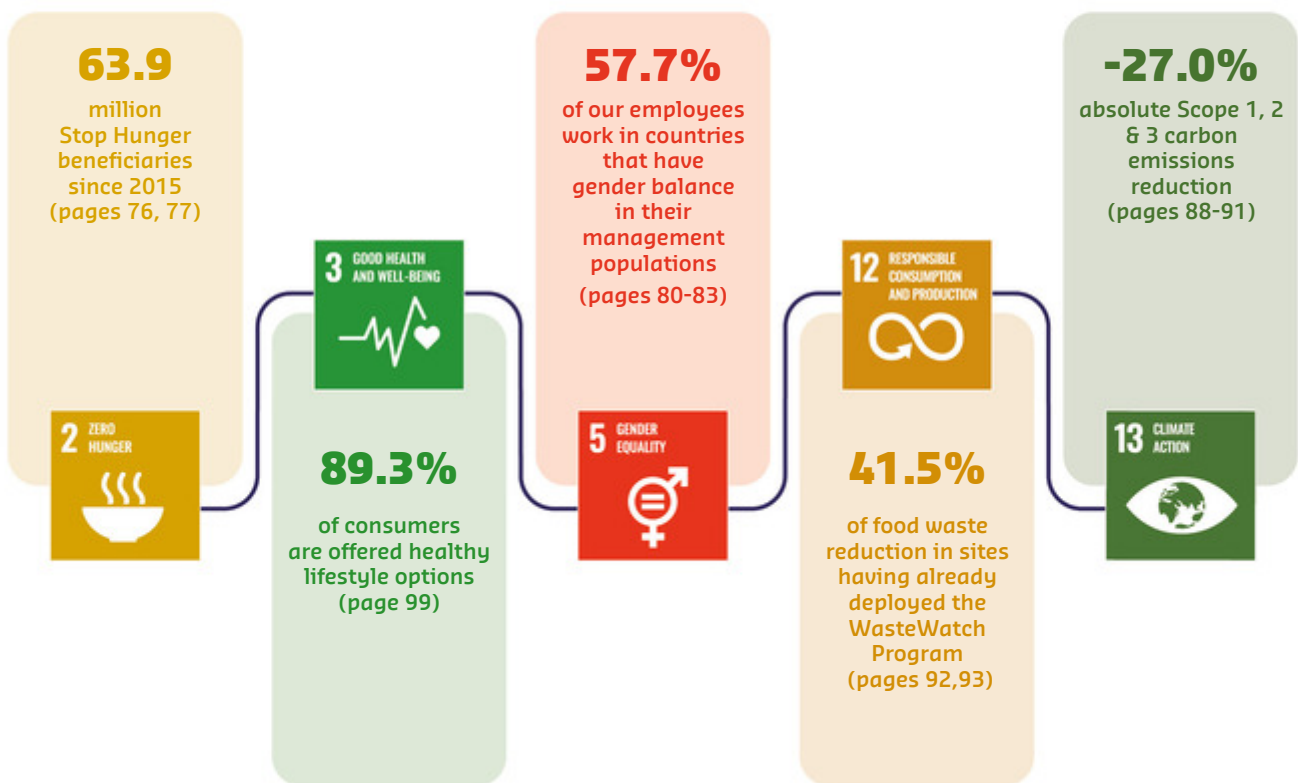 63.9
million
Stop Hunger
beneficiaries
since 2015
(pages 76, 77)
2 ZERO
HUNGER
3 GOOD HEALTH
AND WELL-BEING
89.3%
of consumers
are offered healthy
lifestyle options
(page 99)
57.7%
of our employees
work in countries
that have
gender balance
in their
management
populations
(pages 80-83)
5 GENDER
EQUALITY
12 RESPONSIBLE
CONSUMPTION
AND PRODUCTION
41.5%
of food waste
reduction in sites
having already
deployed the
WasteWatch
Program
(pages 92,93)
-27.0%
absolute Scope 1, 2
& 3 carbon
emissions
reduction
(pages 88-91)
13 CLIMATE
ACTION